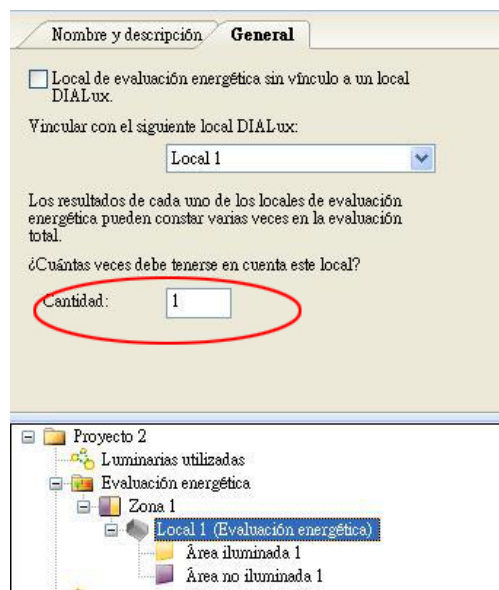 Nombre y descripción General
Local de evaluación energética sin vínculo a un local
DIALux.
Vincular con el siguiente local DIALux:
Local 1
Los resultados de cada uno de los locales de evaluación
energética pueden constar varias veces en la evaluación
total.
¿Cuántas veces debe tenerse en cuenta este local?
Cantidad: 1
Proyecto 2
Luminarias utilizadas
Evaluación energética
Zona 1
Local 1 (Evaluación energética)
Área iluminada 1
Área no iluminada 1